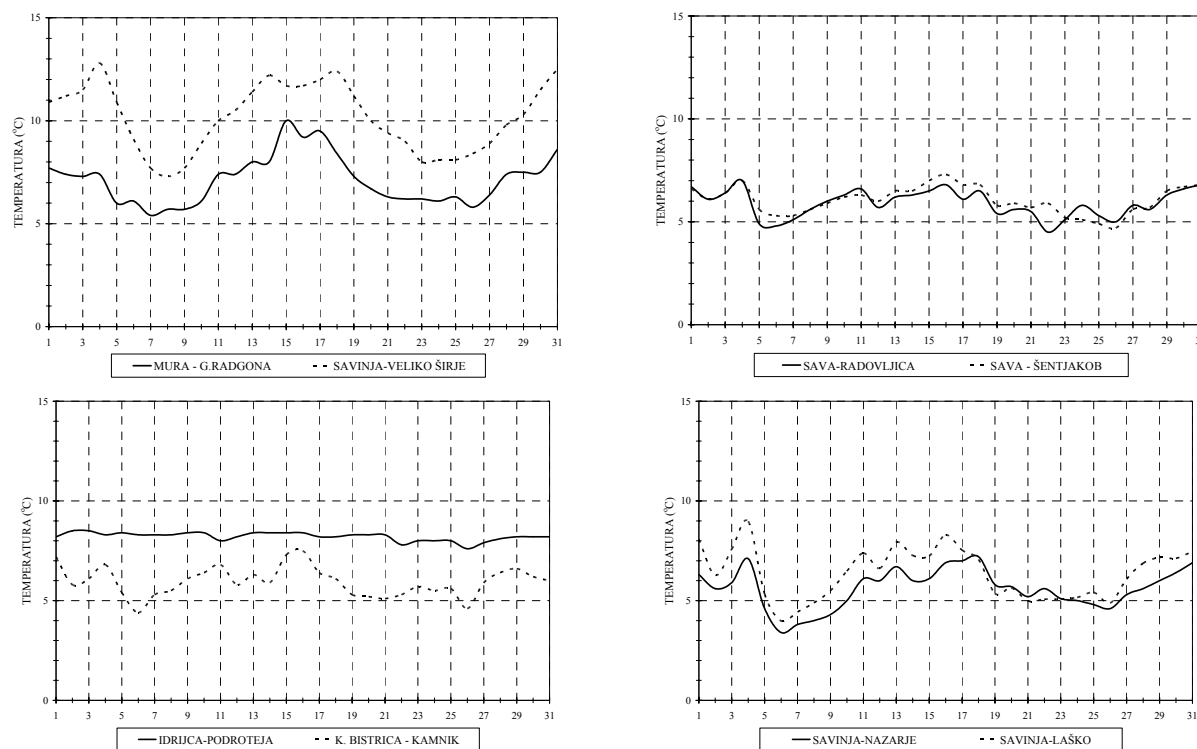 15
10
5
0
TEMPERATURA (°C)
1 3 5 7 9 11 13 15 17 19 21 23 25 27 29 31
MURA - G.RADGONA SAVINJA-VELIKO ŠIRJE
15
10
5
0
TEMPERATURA (°C)
1 3 5 7 9 11 13 15 17 19 21 23 25 27 29 31
SAVA-RADOVLJICA SAVA - ŠENTJAKOB
15
10
5
0
TEMPERATURA (°C)
1 3 5 7 9 11 13 15 17 19 21 23 25 27 29 31
IDRIJCA-PODROTEJA K. BISTRICA - KAMNIK
15
10
5
0
TEMPERATURA (°C)
1 3 5 7 9 11 13 15 17 19 21 23 25 27 29 31
SAVINJA-NAZARJE SAVINJA-LAŠKO